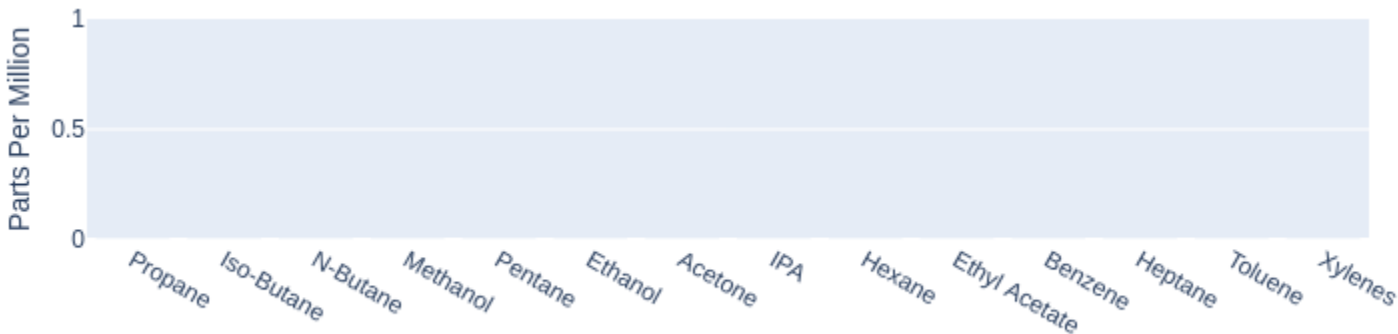 Parts Per Million
1
0.5
0
Propane
Iso-Butane
N-Butane
Methanol
Pentane
Ethanol
Acetone
IPA
Hexane
Ethyl Acetate
Benzene
Heptane
Toluene
Xylenes